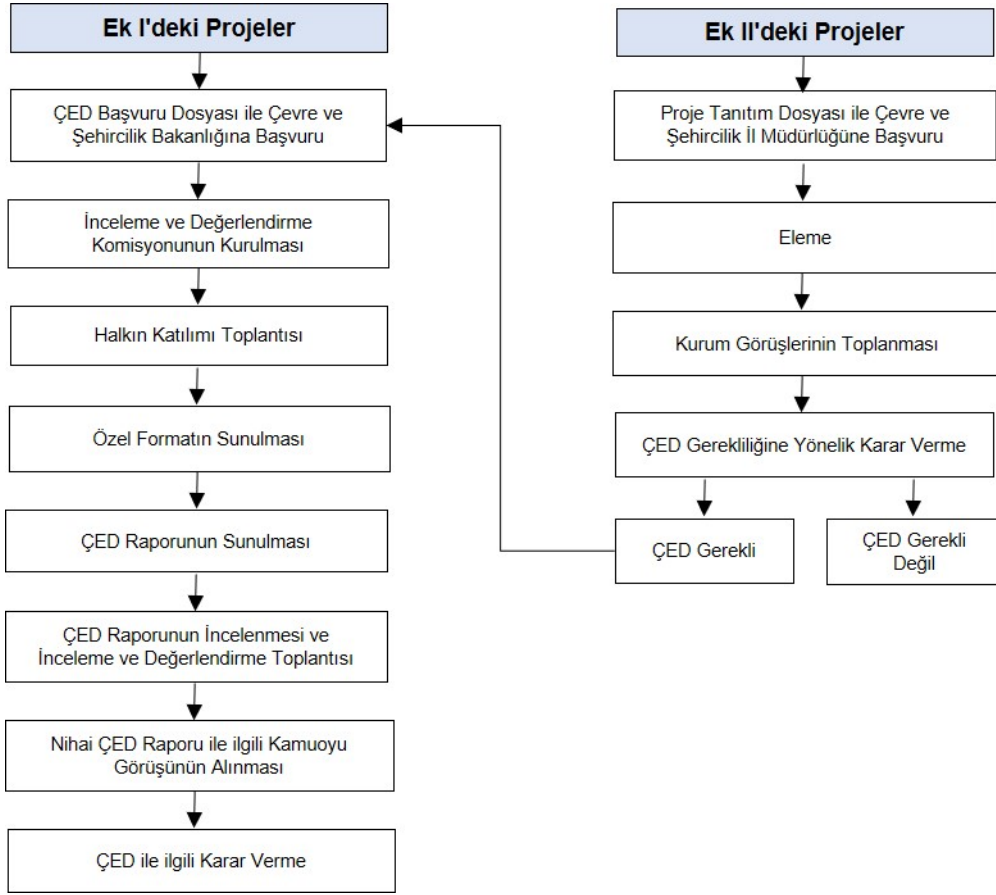 Ek I'deki Projeler
ÇED Başvuru Dosyası ile Çevre ve
Şehircilik Bakanlığına Başvuru
İnceleme ve Değerlendirme
Komisyonunun Kurulması
Halkın Katılımı Toplantısı
Özel Formatın Sunulması
ÇED Raporunun Sunulması
ÇED Raporunun İncelenmesi ve
İnceleme ve Değerlendirme Toplantısı
Nihai ÇED Raporu ile ilgili Kamuoyu
Görüşünün Alınması
ÇED ile ilgili Karar Verme
Ek II'deki Projeler
Proje Tanıtım Dosyası ile Çevre ve
Şehircilik İl Müdürlüğüne Başvuru
Eleme
Kurum Görüşlerinin Toplanması
ÇED Gerekliliğine Yönelik Karar Verme
ÇED Gerekli
ÇED Gerekli
Değil